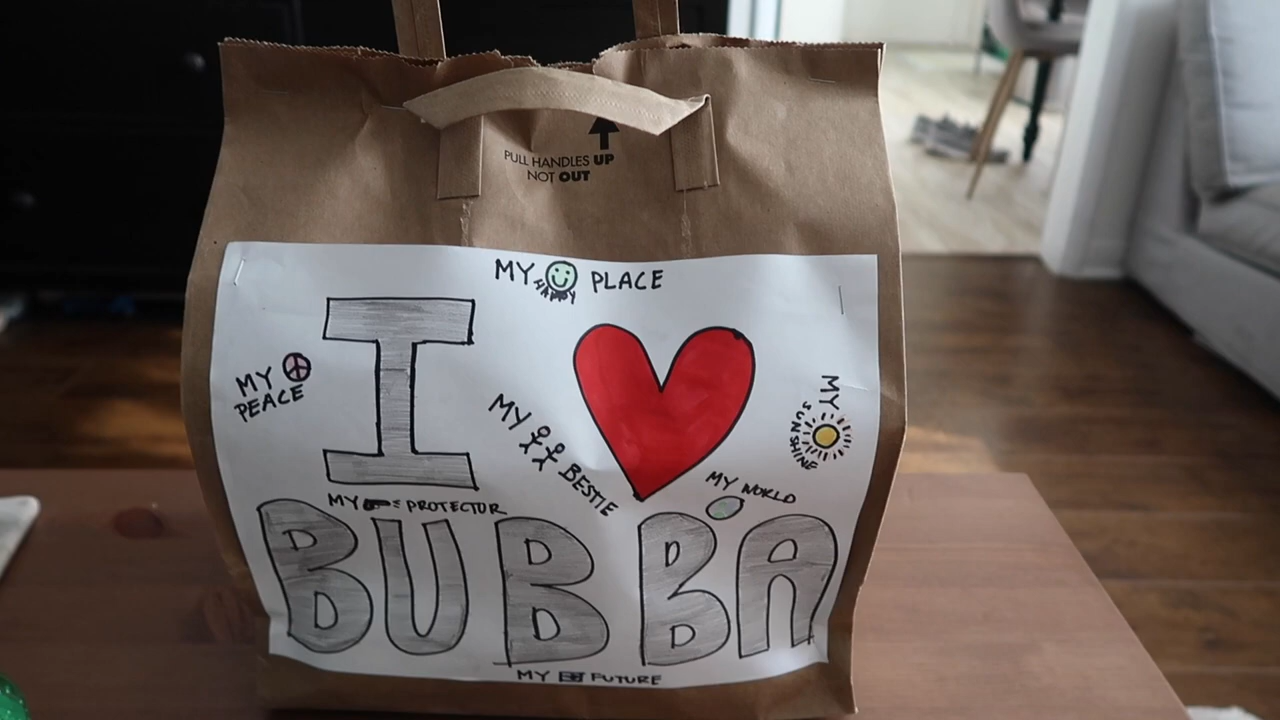 PULL HANDLES UP
NOT OUT
MY HAPPY PLACE
I
MY
PEACE
MY BESTIE
MY
SUNSHINE
MY WORLD
MY PROTECTOR
BUBBA
MY FUTURE